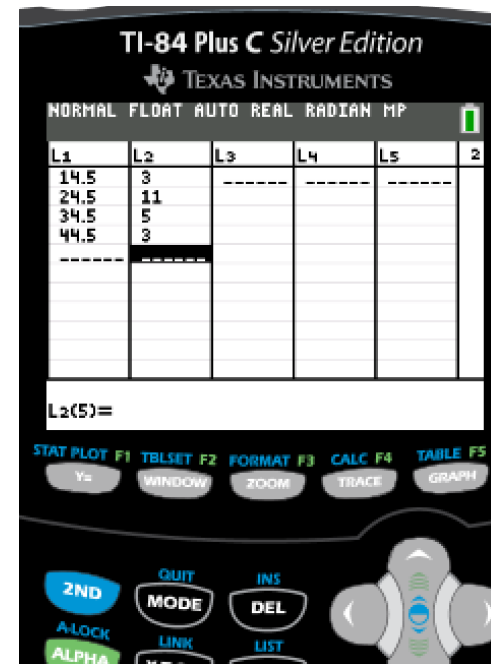 TI-84 Plus C Silver Edition
TEXAS INSTRUMENTS
NORMAL FLOAT AUTO REAL RADIAN MP
L1 L2 L3 L4 L5 2
14.5 3 ------ ------ ------
24.5 11
34.5 5
44.5 3
------ ------
L2(5)=
STAT PLOT F1 TBLSET F2 FORMAT F3 CALC F4 TABLE F5
Y= WINDOW ZOOM TRACE GRAPH
QUIT INS
2ND MODE DEL
A-LOCK LINK LIST
ALPHA